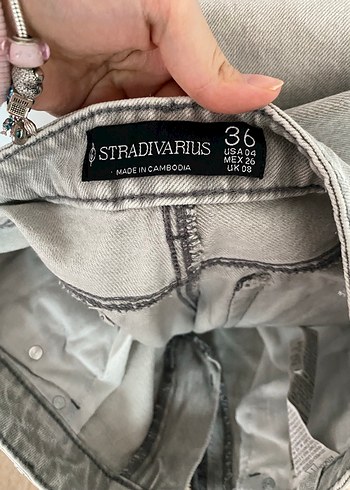 STRADIVARIUS
MADE IN CAMBODIA
36
USA 04
MEX 26
UK 08